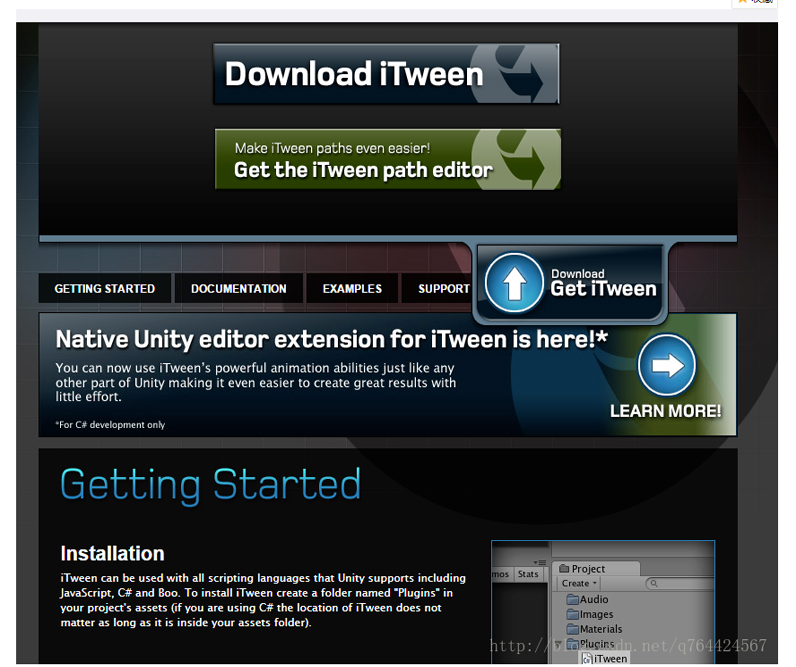 Download iTween
Make iTween paths even easier!
Get the iTween path editor
Download
Get iTween
GETTING STARTED
DOCUMENTATION
EXAMPLES
SUPPORT
Native Unity editor extension for iTween is here!*
You can now use iTween's powerful animation abilities just like any
other part of Unity making it even easier to create great results with
little effort.
*For C# development only
LEARN MORE!
Getting Started
Installation
iTween can be used with all scripting languages that Unity supports including
JavaScript, C# and Boo. To install iTween create a folder named "Plugins" in
your project's assets (if you are using C# the location of iTween does not
matter as long as it is inside your assets folder).
mos
Stats
Project
Create
Audio
Images
Materials
Plugins
iTween